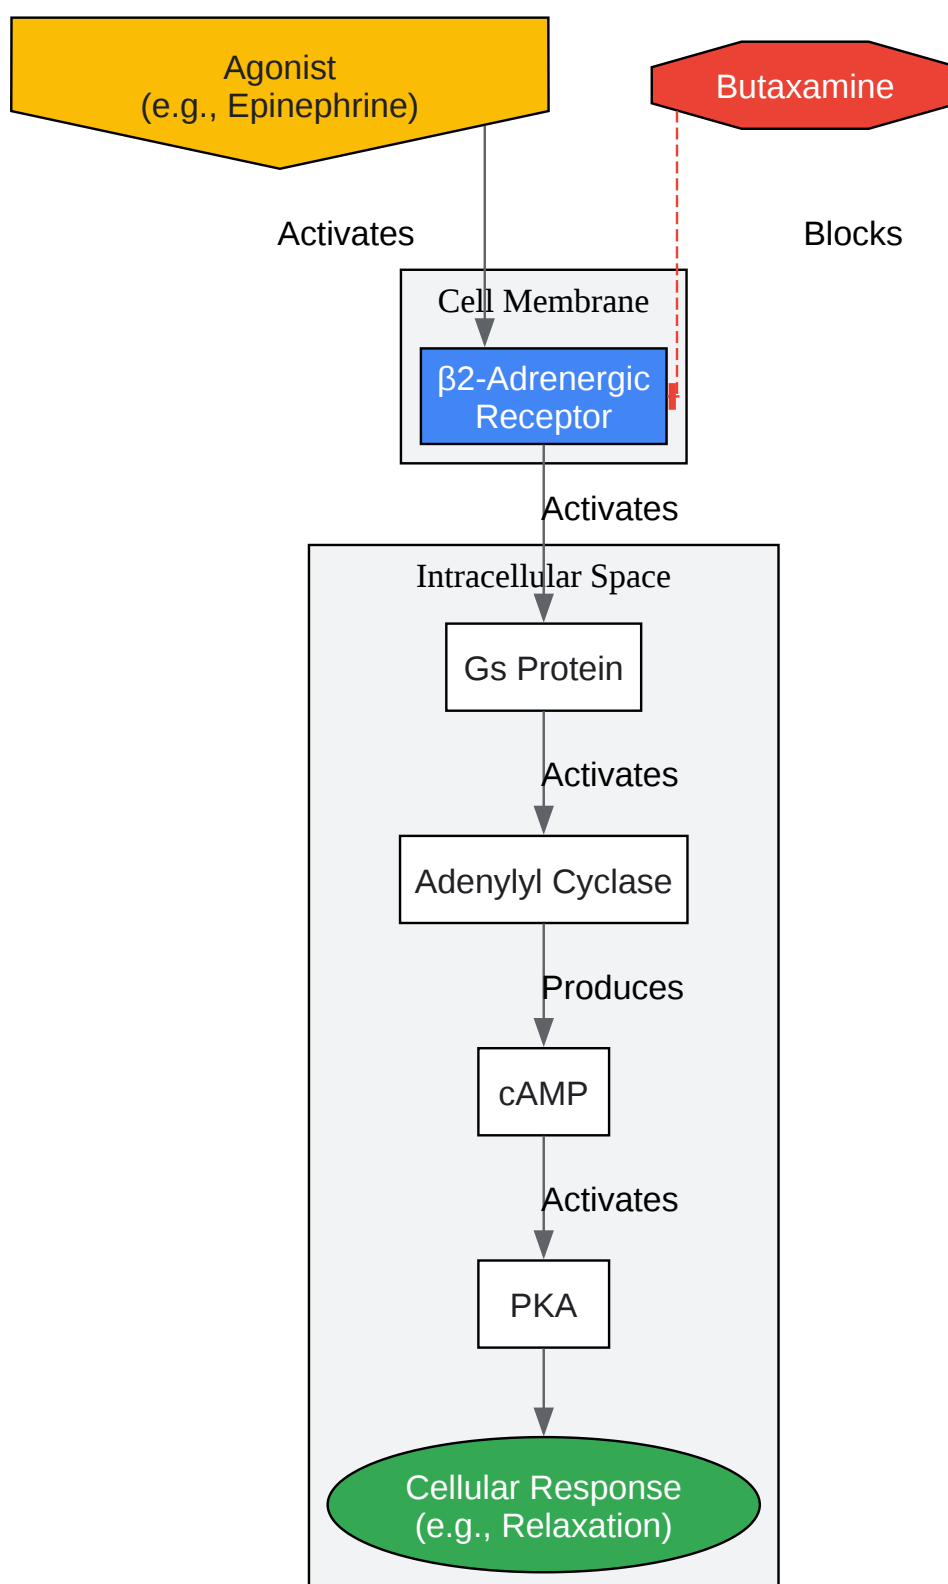 Agonist
(e.g., Epinephrine)
Butaxamine
Activates
Blocks
Cell Membrane
β2-Adrenergic
Receptor
Activates
Intracellular Space
Gs Protein
Activates
Adenylyl Cyclase
Produces
cAMP
Activates
PKA
Cellular Response
(e.g., Relaxation)